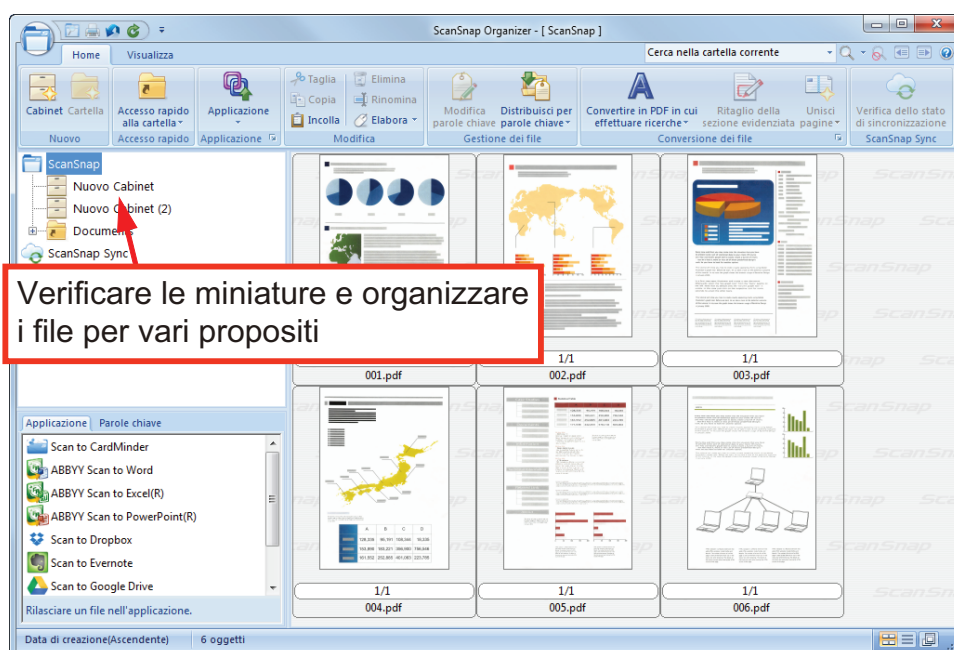 ScanSnap Organizer - [ ScanSnap ]
Home Visualizza
Cerca nella cartella corrente
Cabinet Cartella
Accesso rapido
alla cartella
Applicazione
Taglia
Copia
Incolla
Elimina
Rinomina
Elabora
Modifica
parole chiave
Distribuisci per
parole chiave
Convertire in PDF in cui
effettuare ricerche
Ritaglio della
sezione evidenziata
Unisci
pagine
Verifica dello stato
di sincronizzazione
Nuovo
Accesso rapido
Applicazione
Modifica
Gestione dei file
Conversione dei file
ScanSnap Sync
ScanSnap
Nuovo Cabinet
Nuovo Cabinet (2)
ScanSnap Sync
Verificare le miniature e organizzare
i file per vari propositi
1/1
001.pdf
1/1
002.pdf
1/1
003.pdf
Applicazione Parole chiave
Scan to CardMinder
ABBYY Scan to Word
ABBYY Scan to Excel(R)
ABBYY Scan to PowerPoint(R)
Scan to Dropbox
Scan to Evernote
Scan to Google Drive
Rilasciare un file nell'applicazione.
A B C D
1/1
004.pdf
1/1
005.pdf
1/1
006.pdf
Data di creazione(Ascendente) 6 oggetti